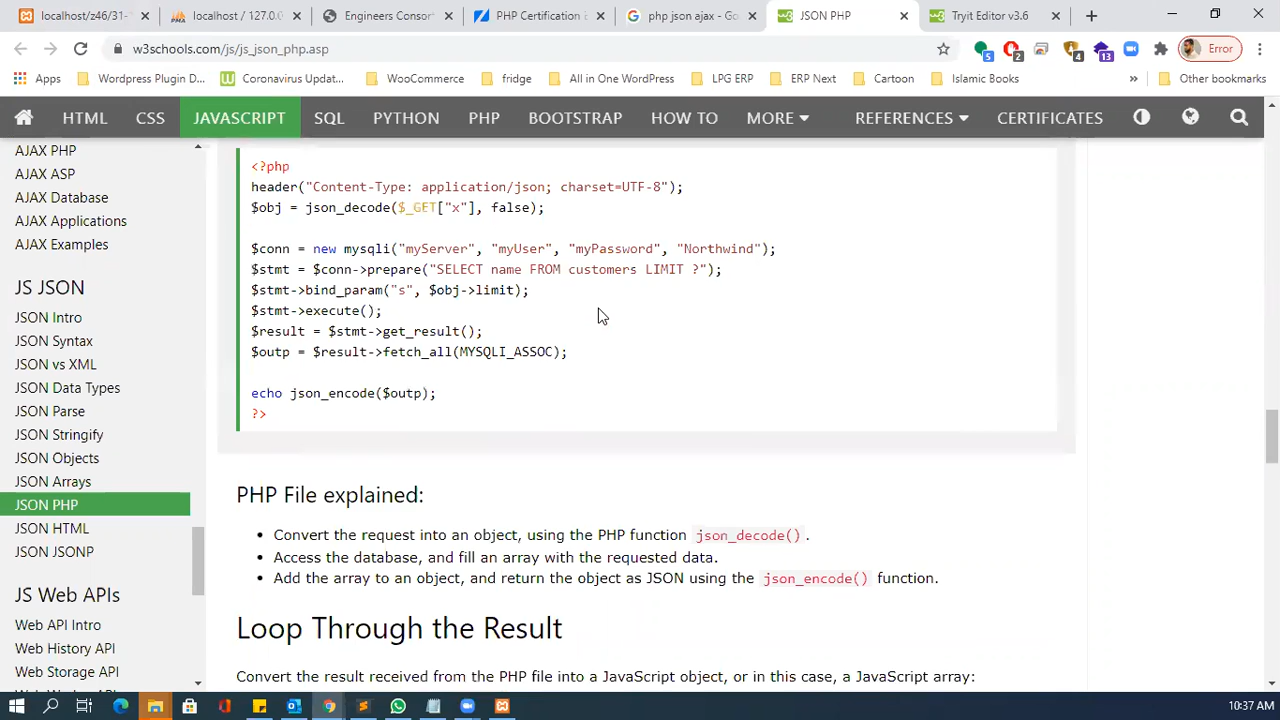 localhost/z46/31-
localhost / 127.0.0
Engineers Consor
PHP Certification E
php json ajax - Go
JSON PHP
Tryit Editor v3.6
w3schools.com/js/js_json_php.asp
Error
Apps
Wordpress Plugin D...
Coronavirus Updat...
WooCommerce
fridge
All in One WordPress
LPG ERP
ERP Next
Cartoon
Islamic Books
»
Other bookmarks
HTML
CSS
JAVASCRIPT
SQL
PYTHON
PHP
BOOTSTRAP
HOW TO
MORE
REFERENCES
CERTIFICATES
AJAX PHP
AJAX ASP
AJAX Database
AJAX Applications
AJAX Examples
JS JSON
JSON Intro
JSON Syntax
JSON vs XML
JSON Data Types
JSON Parse
JSON Stringify
JSON Objects
JSON Arrays
JSON PHP
JSON HTML
JSON JSONP
JS Web APIs
Web API Intro
Web History API
Web Storage API
<?php
header("Content-Type: application/json; charset=UTF-8");
$obj = json_decode($_GET["x"], false);
$conn = new mysqli("myServer", "myUser", "myPassword", "Northwind");
$stmt = $conn->prepare("SELECT name FROM customers LIMIT ?");
$stmt->bind_param("s", $obj->limit);
$stmt->execute();
$result = $stmt->get_result();
$outp = $result->fetch_all(MYSQLI_ASSOC);
echo json_encode($outp);
?>
PHP File explained:
• Convert the request into an object, using the PHP function json_decode().
• Access the database, and fill an array with the requested data.
• Add the array to an object, and return the object as JSON using the json_encode() function.
Loop Through the Result
Convert the result received from the PHP file into a JavaScript object, or in this case, a JavaScript array:
10:37 AM